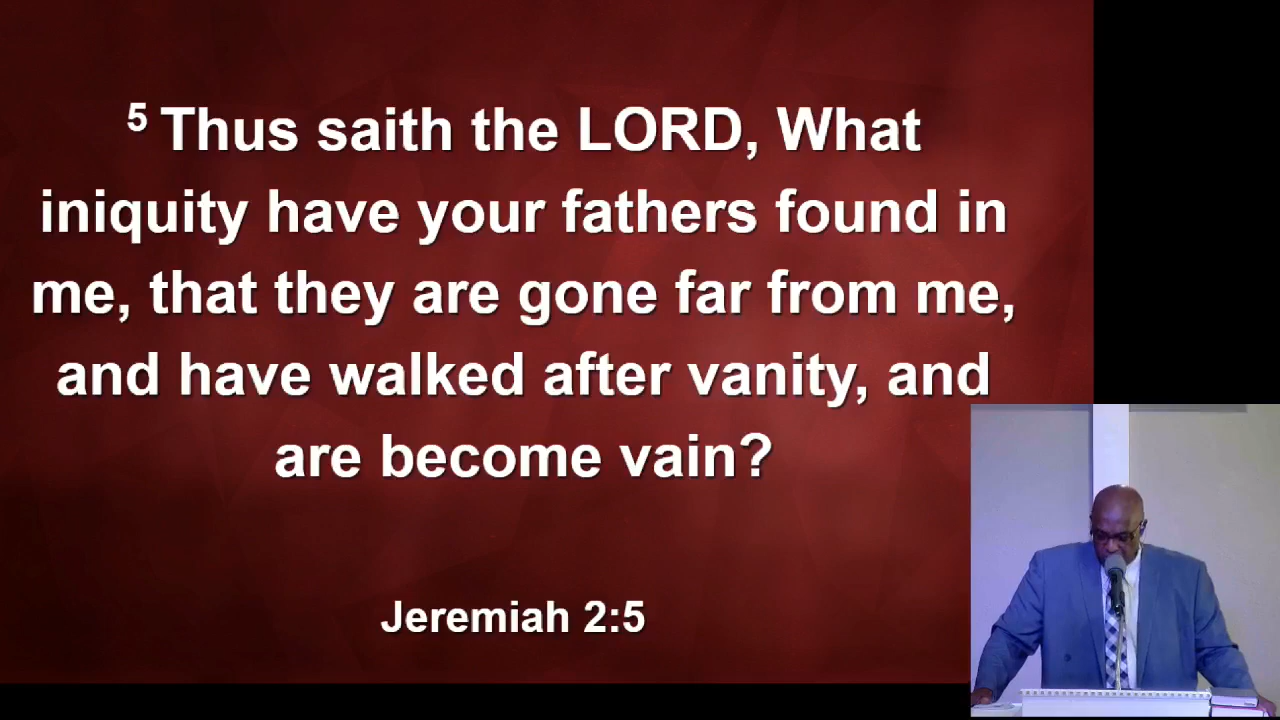 5 Thus saith the LORD, What
iniquity have your fathers found in
me, that they are gone far from me,
and have walked after vanity, and
are become vain?
Jeremiah 2:5